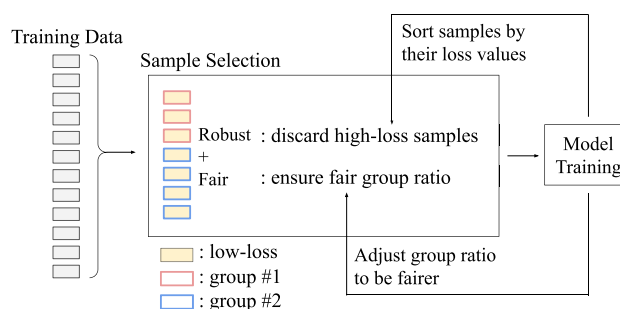 Training Data
Sort samples by
their loss values
Sample Selection
Robust : discard high-loss samples
+
Fair : ensure fair group ratio
Model
Training
: low-loss
: group #1
: group #2
Adjust group ratio
to be fairer